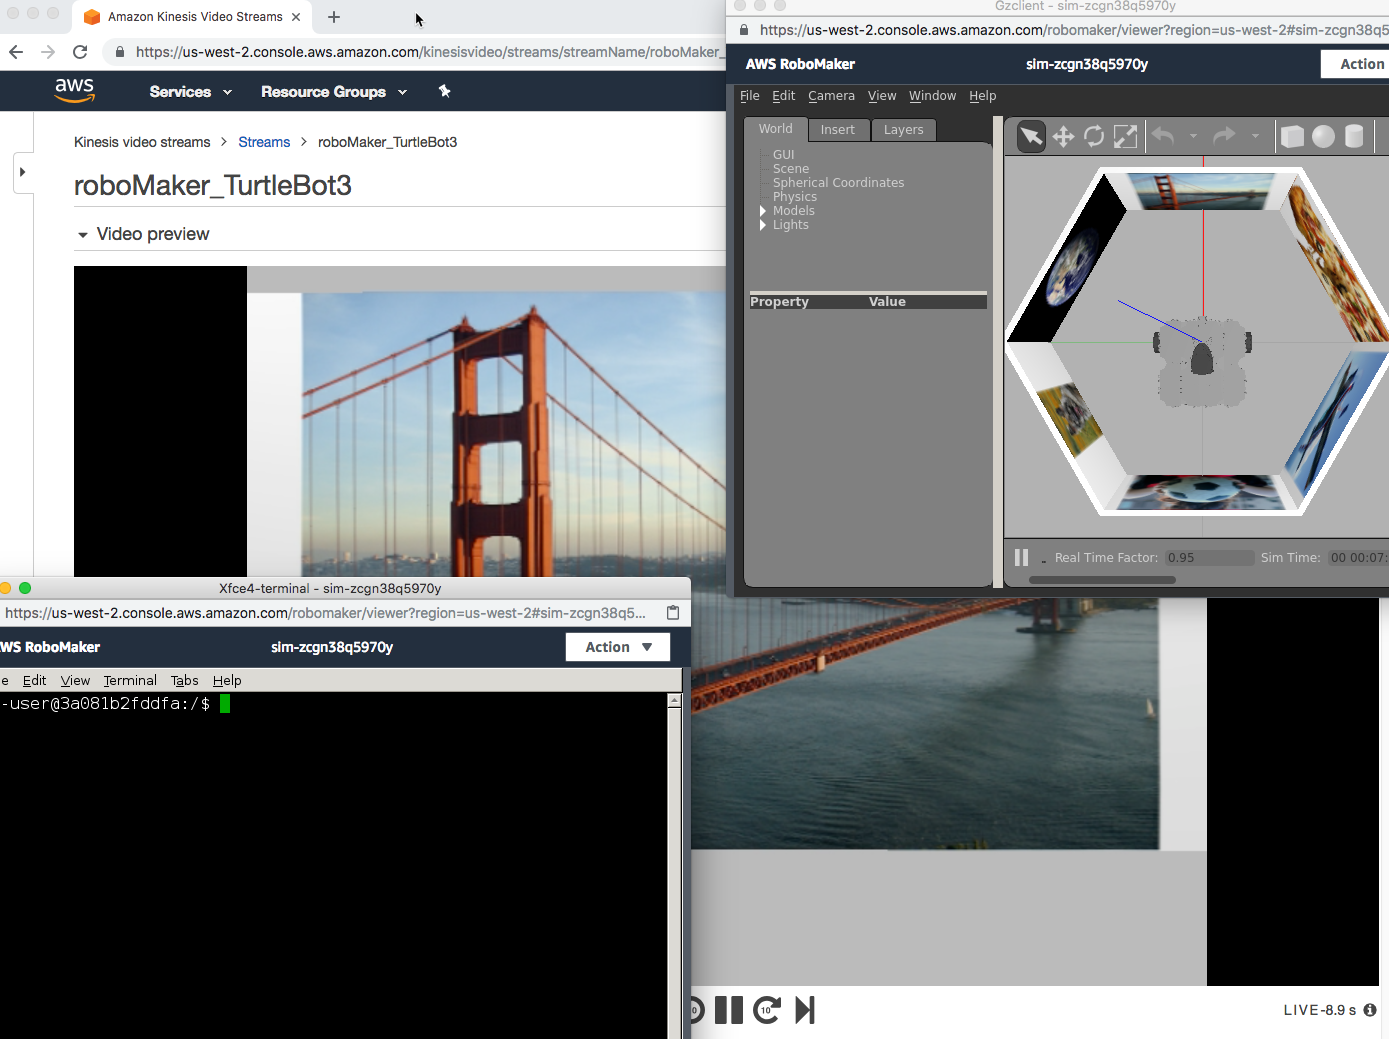 Amazon Kinesis Video Streams
https://us-west-2.console.aws.amazon.com/kinesisvideo/streams/streamName/roboMaker_
aws
Services
Resource Groups
Kinesis video streams > Streams > roboMaker_TurtleBot3
roboMaker_TurtleBot3
Video preview
Gzclient - sim-zcgn38q5970y
https://us-west-2.console.aws.amazon.com/robomaker/viewer?region=us-west-2#sim-zcgn38q5
AWS RoboMaker
sim-zcgn38q5970y
Action
File Edit Camera View Window Help
World Insert Layers
GUI
Scene
Spherical Coordinates
Physics
Models
Lights
Property Value
Real Time Factor: 0.95 Sim Time: 00 00:07:
Xfce4-terminal - sim-zcgn38q5970y
https://us-west-2.console.aws.amazon.com/robomaker/viewer?region=us-west-2#sim-zcgn38q5...
WS RoboMaker
sim-zcgn38q5970y
Action
e Edit View Terminal Tabs Help
-user@3a081b2fddfa:/$
10
LIVE-8.9 s